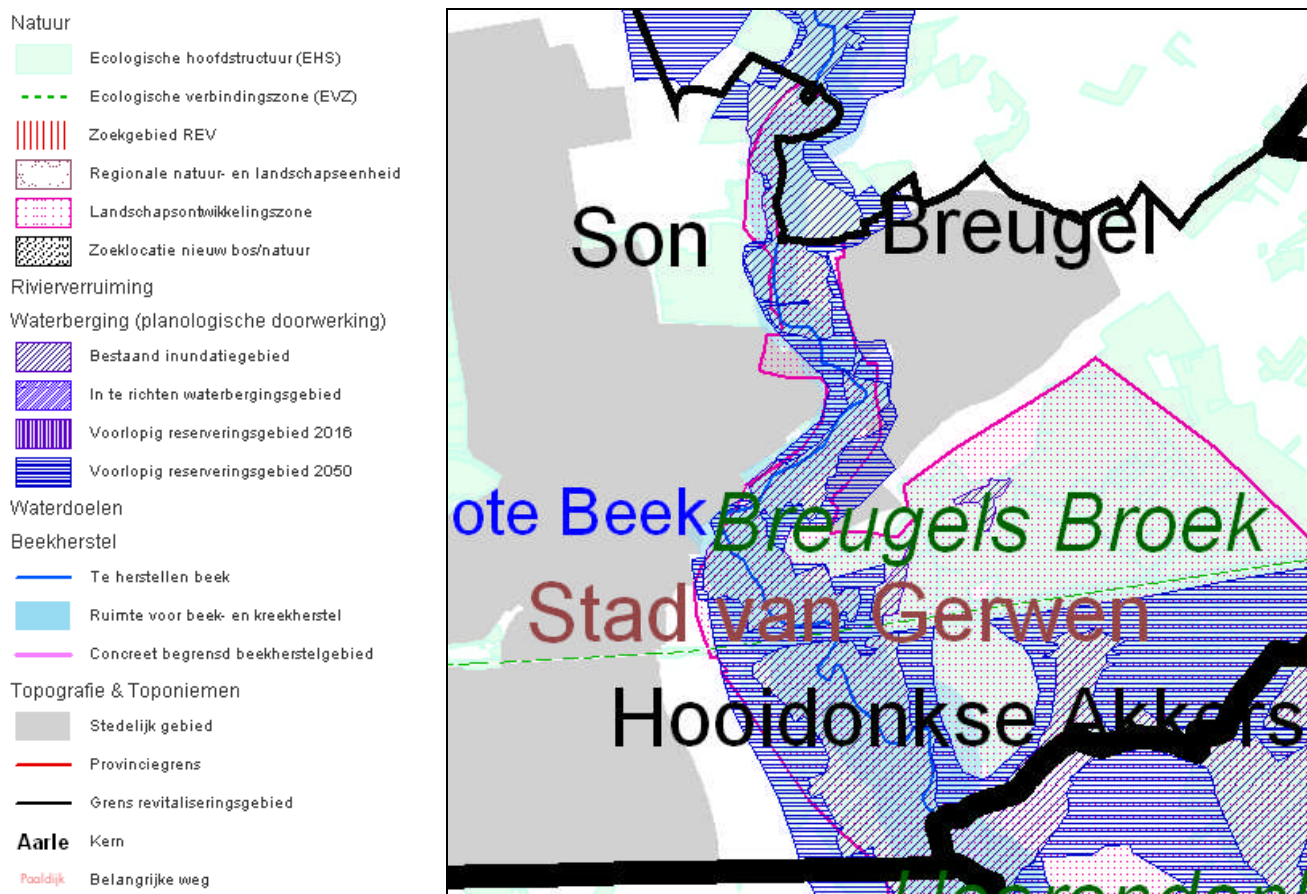 Natuur
Ecologische hoofdstructuur (EHS)
Ecologische verbindingszone (EVZ)
Zoekgebied REV
Regionale natuur- en landschapseenheid
Landschapsontwikkelingszone
Zoeklocatie nieuw bos/natuur
Rivierverruiming
Waterberging (planologische doorwerking)
Bestaand inundatiegebied
In te richten waterbergingsgebied
Voorlopig reserveringsgebied 2016
Voorlopig reserveringsgebied 2050
Waterdoelen
Beekherstel
Te herstellen beek
Ruimte voor beek- en kreekherstel
Concreet begrensd beekherstelgebied
Topografie & Toponiemen
Stedelijk gebied
Provinciegrens
Grens revitaliseringsgebied
Aarle Kern
Paaldijk Belangrijke weg
Son
Breugel
ote Beek
Breugels Broek
Stad van Gerwen
Hooidonkse Akkers